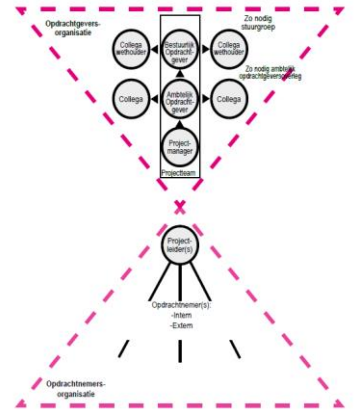 Opdrachtgevers-
organisatie
Zo nodig
stuurgroep
Collega
wethouder
Bestuurlijk
Opdracht-
gever
Collega
wethouder
Zo nodig ambtelijk
opdrachtgeversoverleg
Collega
Ambtelijk
Opdracht-
gever
Collega
Project-
manager
Projectteam
Project-
leider(s)
Opdrachtnemer(s):
-Intern
-Extern
Opdrachtnemers-
organisatie